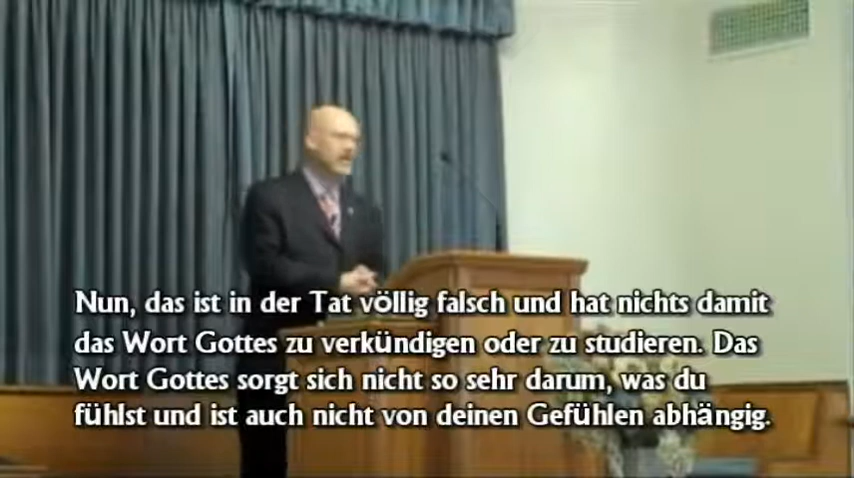 Nun, das ist in der Tat völlig falsch und hat nichts damit
das Wort Gottes zu verkündigen oder zu studieren. Das
Wort Gottes sorgt sich nicht so sehr darum, was du
fühlst und ist auch nicht von deinen Gefühlen abhängig.